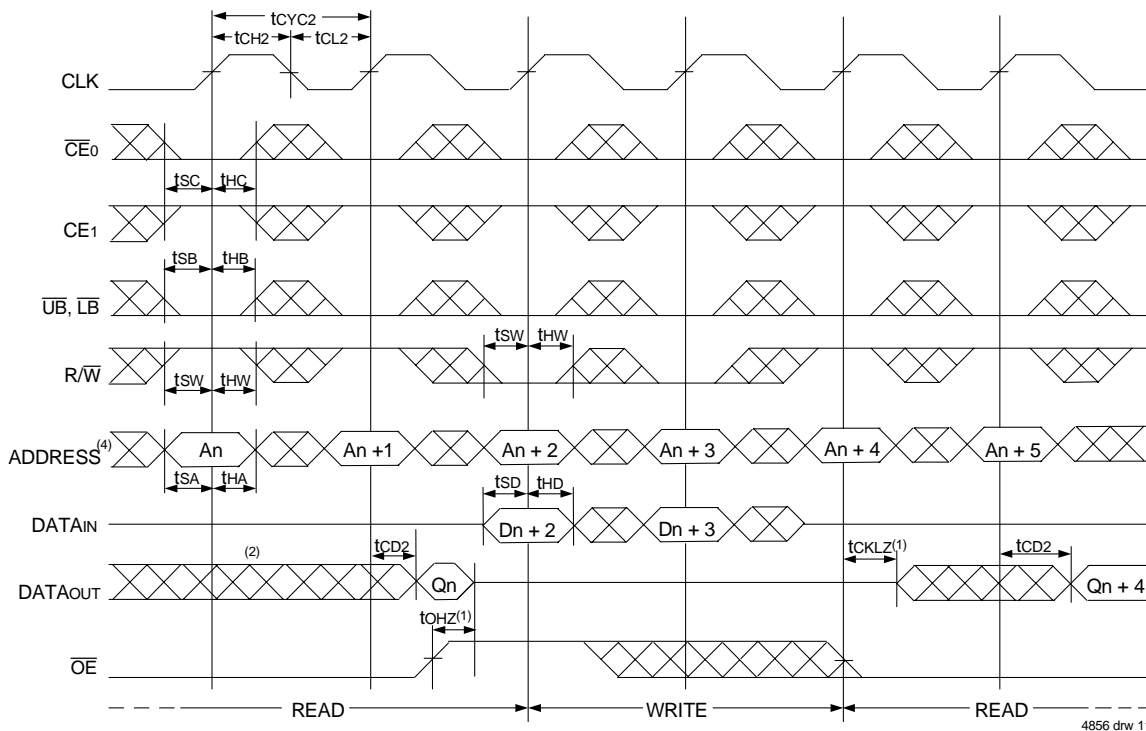 tCYC2
tCH2 tCL2
CLK
CE0
tSC tHC
CE1
tSB tHB
UB, LB
tSW tHW
R/W
tSW tHW
ADDRESS(4) An An +1 An + 2 An + 3 An + 4 An + 5
tSA tHA
tSD tHD
DATAIN Dn + 2 Dn + 3
(2) tCD2 tCKLZ(1) tCD2
DATAOUT Qn Qn + 4
tOHZ(1)
OE
READ WRITE READ
4856 drw 1